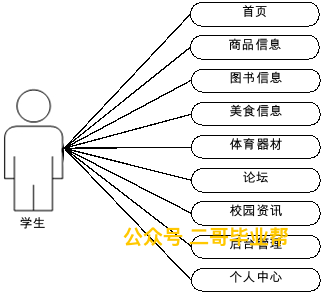 首页
商品信息
图书信息
美食信息
体育器材
论坛
校园资讯
后台管理
个人中心
学生
公众号 二哥毕业帮